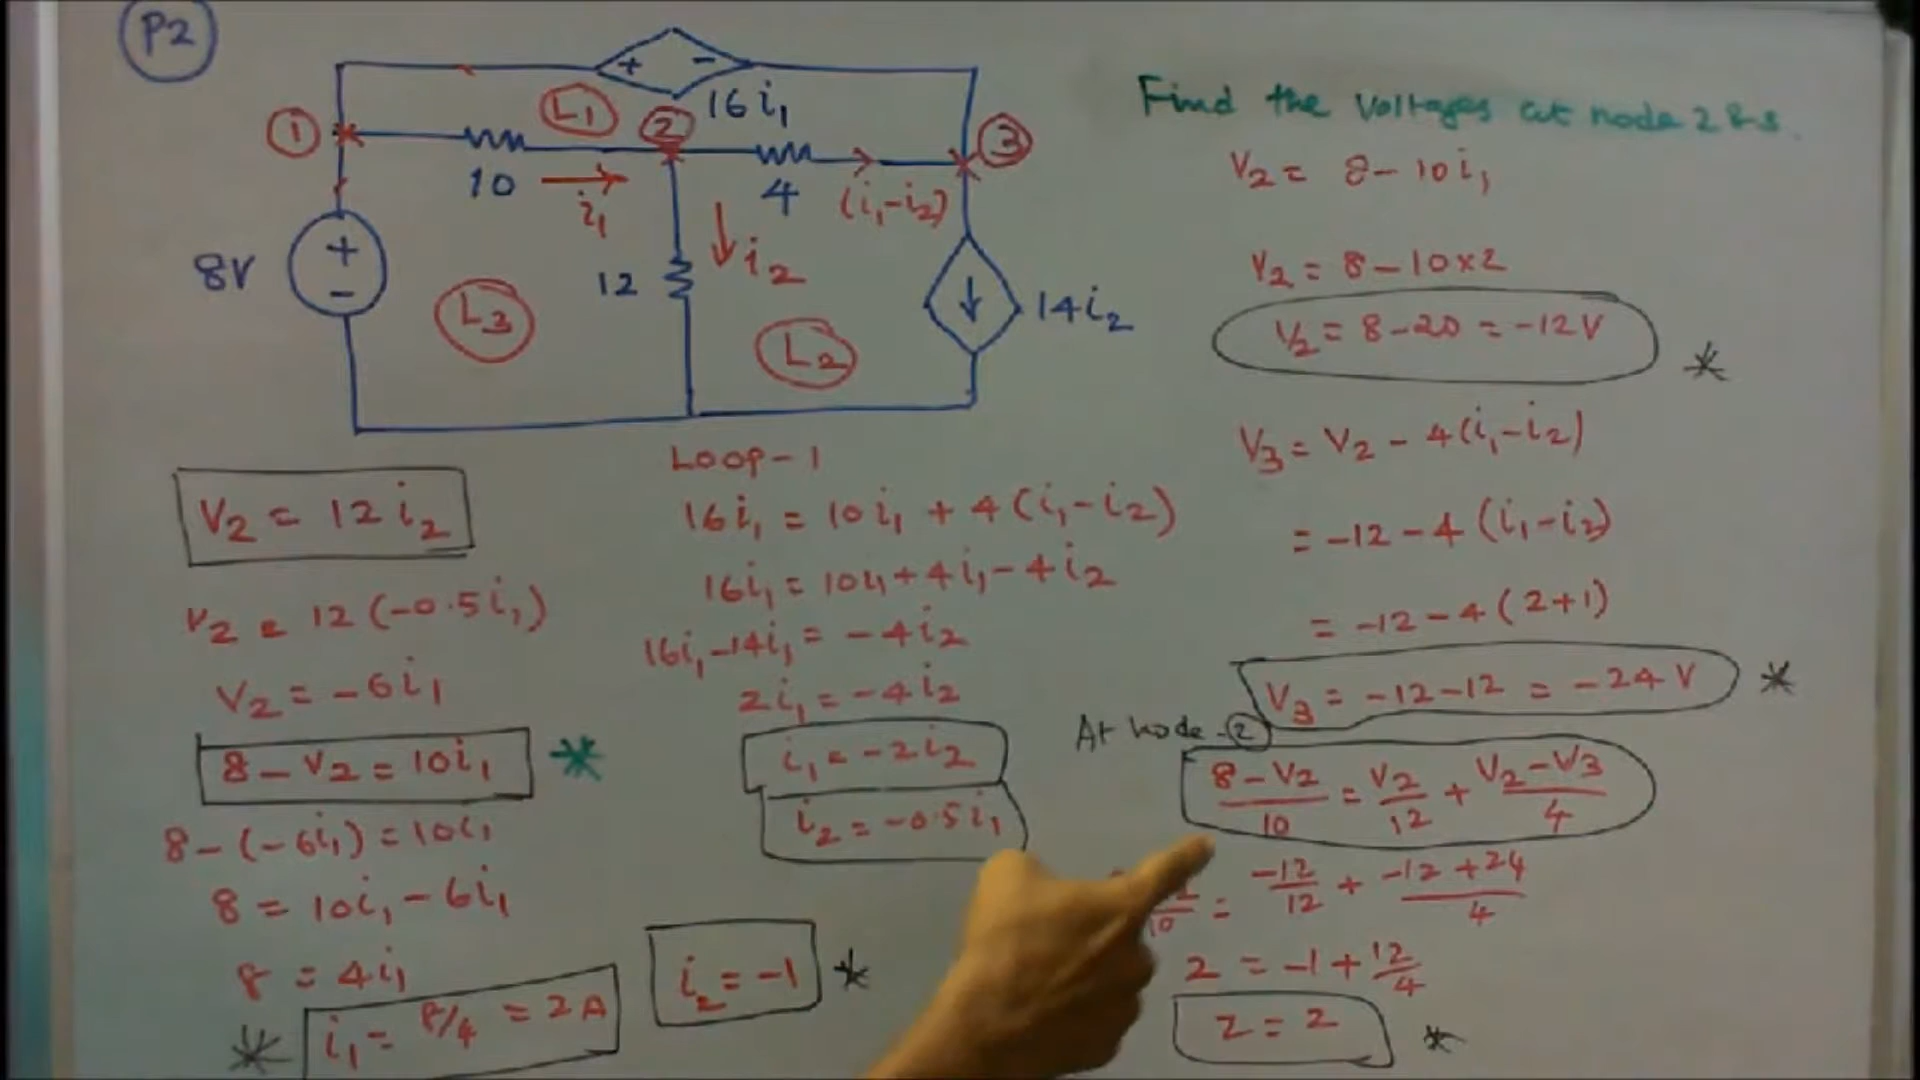 P2
+ −
16i₁
L1
1
2
3
10
i₁
4
(i₁-i₂)
8V
+
−
L3
12
i₂
L2
14i₂
V₂ = 12i₂
V₂ = 12(-0.5i₁)
V₂ = -6i₁
8 - V₂ = 10i₁ *
8-(-6i₁) = 10i₁
8 = 10i₁ - 6i₁
8 = 4i₁
* i₁ = 8/4 = 2A
Loop-1
16i₁ = 10i₁ + 4(i₁-i₂)
16i₁ = 10i₁ + 4i₁ - 4i₂
16i₁-14i₁ = -4i₂
2i₁ = -4i₂
i₁ = -2i₂
i₂ = -0.5i₁
i₂ = -1 *
Find the voltages at node 2 & 3
V₂ = 8-10i₁
V₂ = 8-10×2
V₂ = 8-20 = -12V *
V₃ = V₂ - 4(i₁-i₂)
= -12-4(i₁-i₂)
= -12-4(2+1)
V₃ = -12-12 = -24V *
At node-2
8-V₂/10 = V₂/12 + V₂-V₃/4
/10 = -12/12 + -12+24/4
2 = -1 + 12/4
2 = 2 *